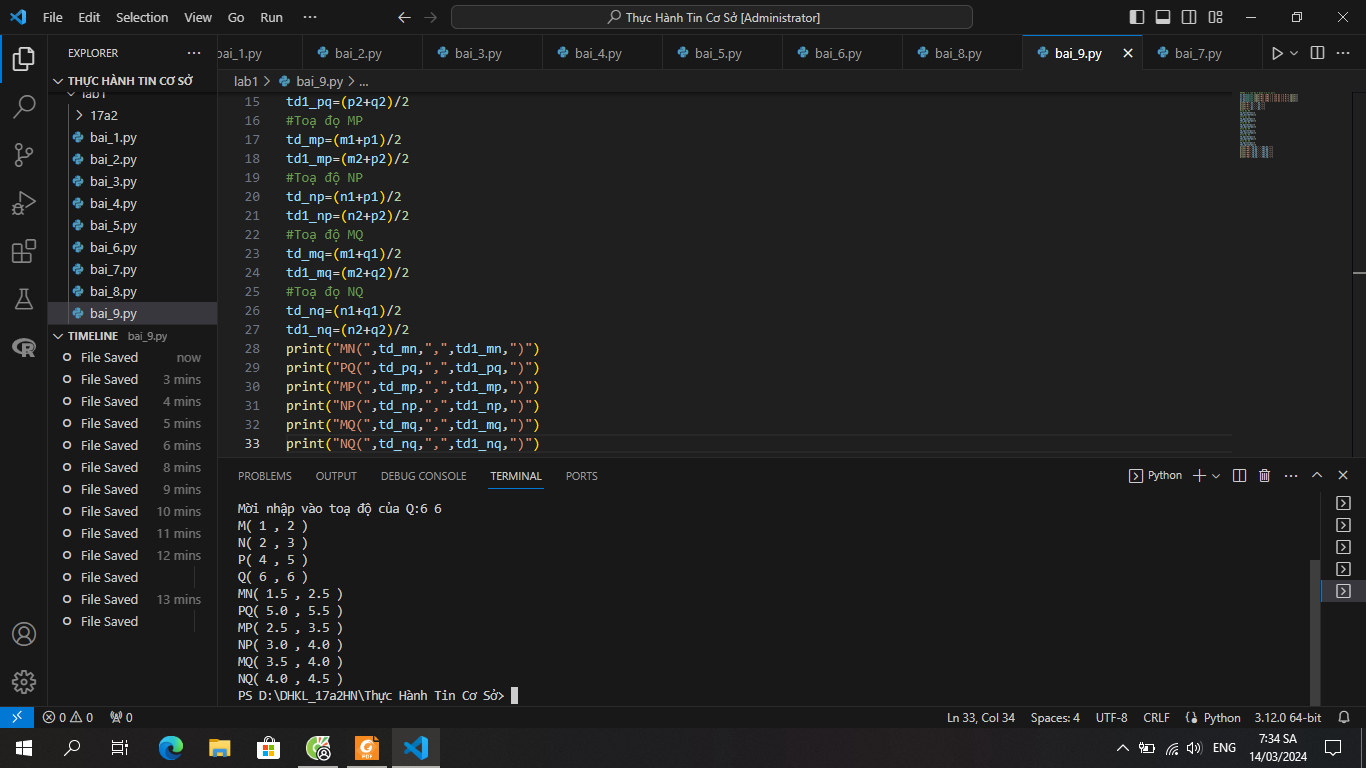 File Edit Selection View Go Run ··· Thực Hành Tin Cơ Sở [Administrator]
EXPLORER ···
bai_1.py bai_2.py bai_3.py bai_4.py bai_5.py bai_6.py bai_8.py bai_9.py bai_7.py
THỰC HÀNH TIN CƠ SỞ
lab1
17a2
bai_1.py
bai_2.py
bai_3.py
bai_4.py
bai_5.py
bai_6.py
bai_7.py
bai_8.py
bai_9.py
TIMELINE bai_9.py
File Saved now
File Saved 3 mins
File Saved 4 mins
File Saved 5 mins
File Saved 6 mins
File Saved 8 mins
File Saved 9 mins
File Saved 10 mins
File Saved 11 mins
File Saved 12 mins
File Saved
File Saved 13 mins
File Saved
lab1 > bai_9.py > ...
15 td1_pq=(p2+q2)/2
16 #Toạ đọ MP
17 td_mp=(m1+p1)/2
18 td1_mp=(m2+p2)/2
19 #Toạ độ NP
20 td_np=(n1+p1)/2
21 td1_np=(n2+p2)/2
22 #Toạ độ MQ
23 td_mq=(m1+q1)/2
24 td1_mq=(m2+q2)/2
25 #Toạ đọ NQ
26 td_nq=(n1+q1)/2
27 td1_nq=(n2+q2)/2
28 print("MN(",td_mn,",",td1_mn,")")
29 print("PQ(",td_pq,",",td1_pq,")")
30 print("MP(",td_mp,",",td1_mp,")")
31 print("NP(",td_np,",",td1_np,")")
32 print("MQ(",td_mq,",",td1_mq,")")
33 print("NQ(",td_nq,",",td1_nq,")")
PROBLEMS OUTPUT DEBUG CONSOLE TERMINAL PORTS Python
Mời nhập vào toạ độ của Q:6 6
M( 1 , 2 )
N( 2 , 3 )
P( 4 , 5 )
Q( 6 , 6 )
MN( 1.5 , 2.5 )
PQ( 5.0 , 5.5 )
MP( 2.5 , 3.5 )
NP( 3.0 , 4.0 )
MQ( 3.5 , 4.0 )
NQ( 4.0 , 4.5 )
PS D:\DHKL_17a2HN\Thực Hành Tin Cơ Sở>
0 0 0 Ln 33, Col 34 Spaces: 4 UTF-8 CRLF Python 3.12.0 64-bit
ENG 7:34 SA
14/03/2024